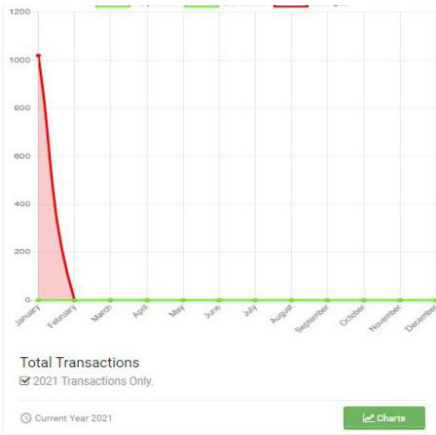 1200
1000
800
600
400
200
0
January February March April May June July August September October November December
Total Transactions
2021 Transactions Only.
Current Year 2021
Charts